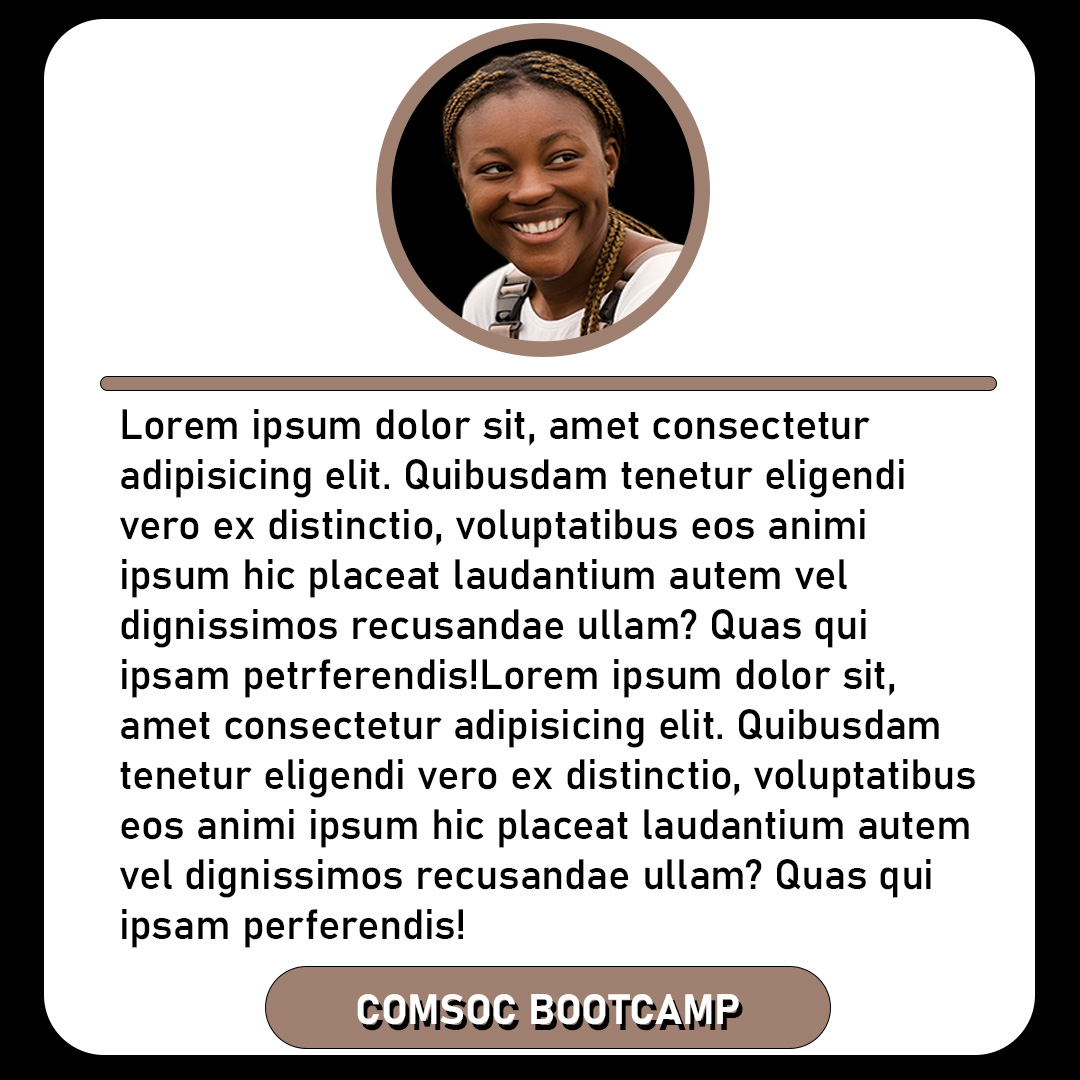 Lorem ipsum dolor sit, amet consectetur
adipisicing elit. Quibusdam tenetur eligendi
vero ex distinctio, voluptatibus eos animi
ipsum hic placeat laudantium autem vel
dignissimos recusandae ullam? Quas qui
ipsam petrferendis!Lorem ipsum dolor sit,
amet consectetur adipisicing elit. Quibusdam
tenetur eligendi vero ex distinctio, voluptatibus
eos animi ipsum hic placeat laudantium autem
vel dignissimos recusandae ullam? Quas qui
ipsam perferendis!
COMSOC BOOTCAMP